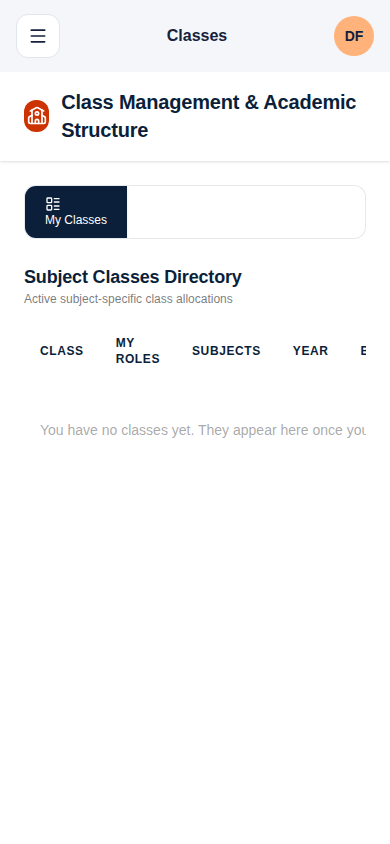 Classes
DF
Class Management & Academic
Structure
My Classes
Subject Classes Directory
Active subject-specific class allocations
CLASS
MY
ROLES
SUBJECTS
YEAR
You have no classes yet. They appear here once you